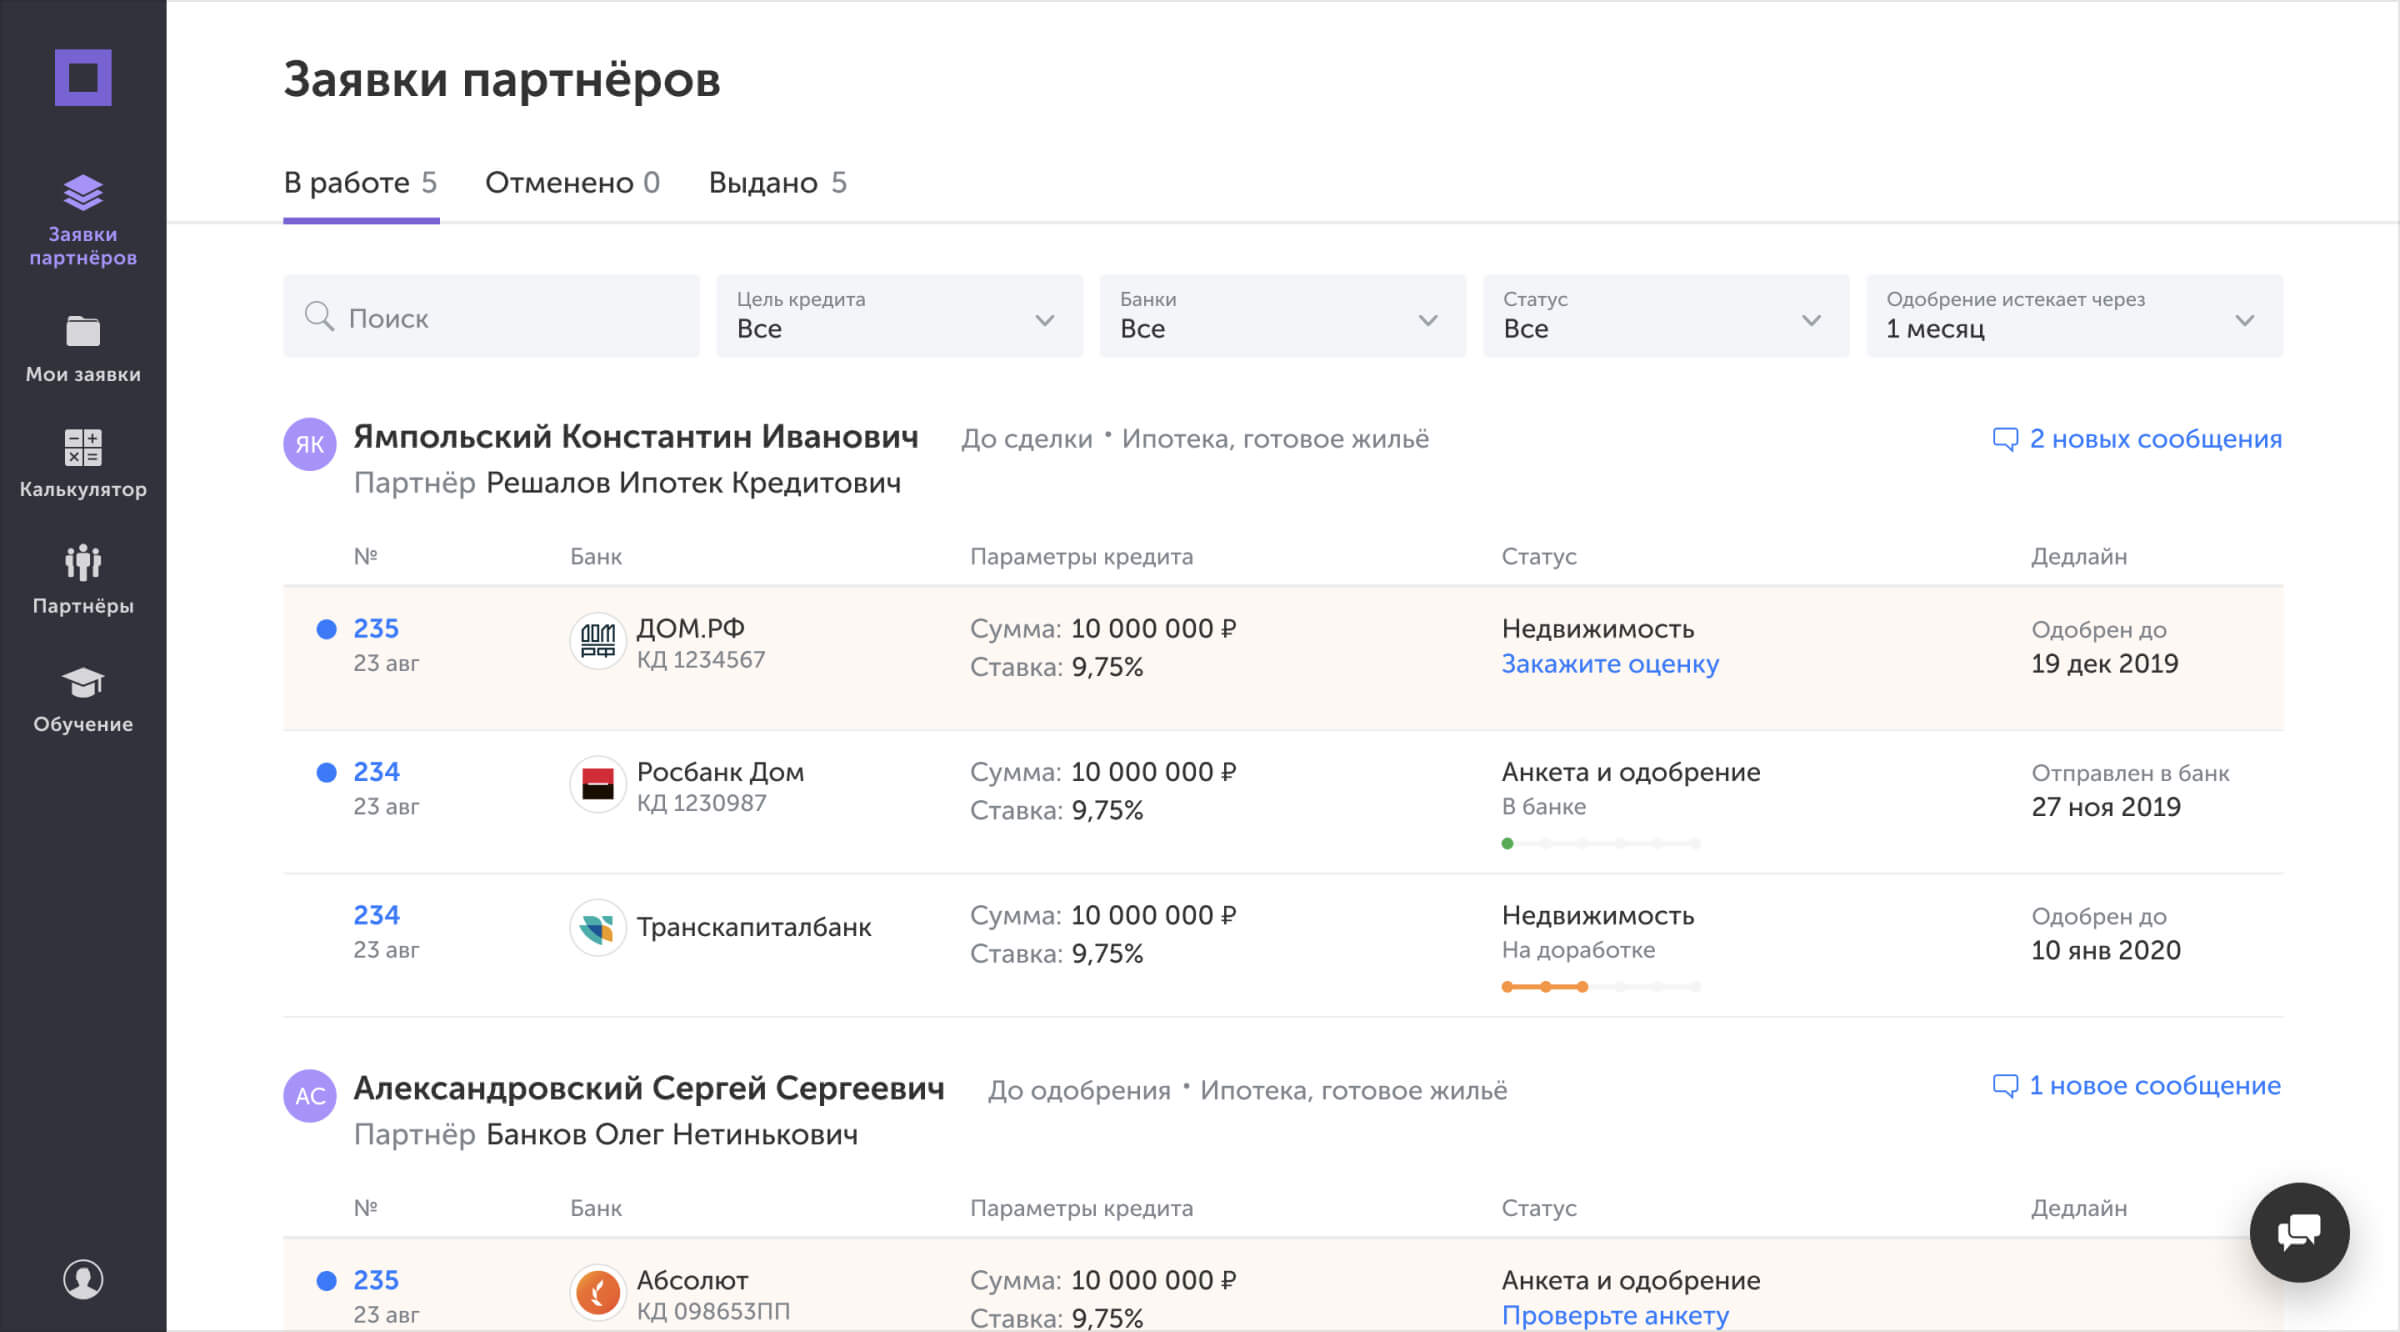 Заявки партнёров
В работе 5
Отменено 0
Выдано 5
Заявки
партнёров
Мои заявки
Калькулятор
Партнёры
Обучение
Поиск
Цель кредита
Все
Банки
Все
Статус
Все
Одобрение истекает через
1 месяц
ЯК
Ямпольский Константин Иванович
До сделки • Ипотека, готовое жильё
2 новых сообщения
Партнёр Решалов Ипотек Кредитович
№
Банк
Параметры кредита
Статус
Дедлайн
235
23 авг
ДОМ
РФ
ДОМ.РФ
КД 1234567
Сумма: 10 000 000 ₽
Ставка: 9,75%
Недвижимость
Закажите оценку
Одобрен до
19 дек 2019
234
23 авг
Росбанк Дом
КД 1230987
Сумма: 10 000 000 ₽
Ставка: 9,75%
Анкета и одобрение
В банке
Отправлен в банк
27 ноя 2019
234
23 авг
Транскапиталбанк
Сумма: 10 000 000 ₽
Ставка: 9,75%
Недвижимость
На доработке
Одобрен до
10 янв 2020
АС
Александровский Сергей Сергеевич
До одобрения • Ипотека, готовое жильё
1 новое сообщение
Партнёр Банков Олег Нетинькович
№
Банк
Параметры кредита
Статус
Дедлайн
235
23 авг
Абсолют
КД 098653ПП
Сумма: 10 000 000 ₽
Ставка: 9,75%
Анкета и одобрение
Проверьте анкету